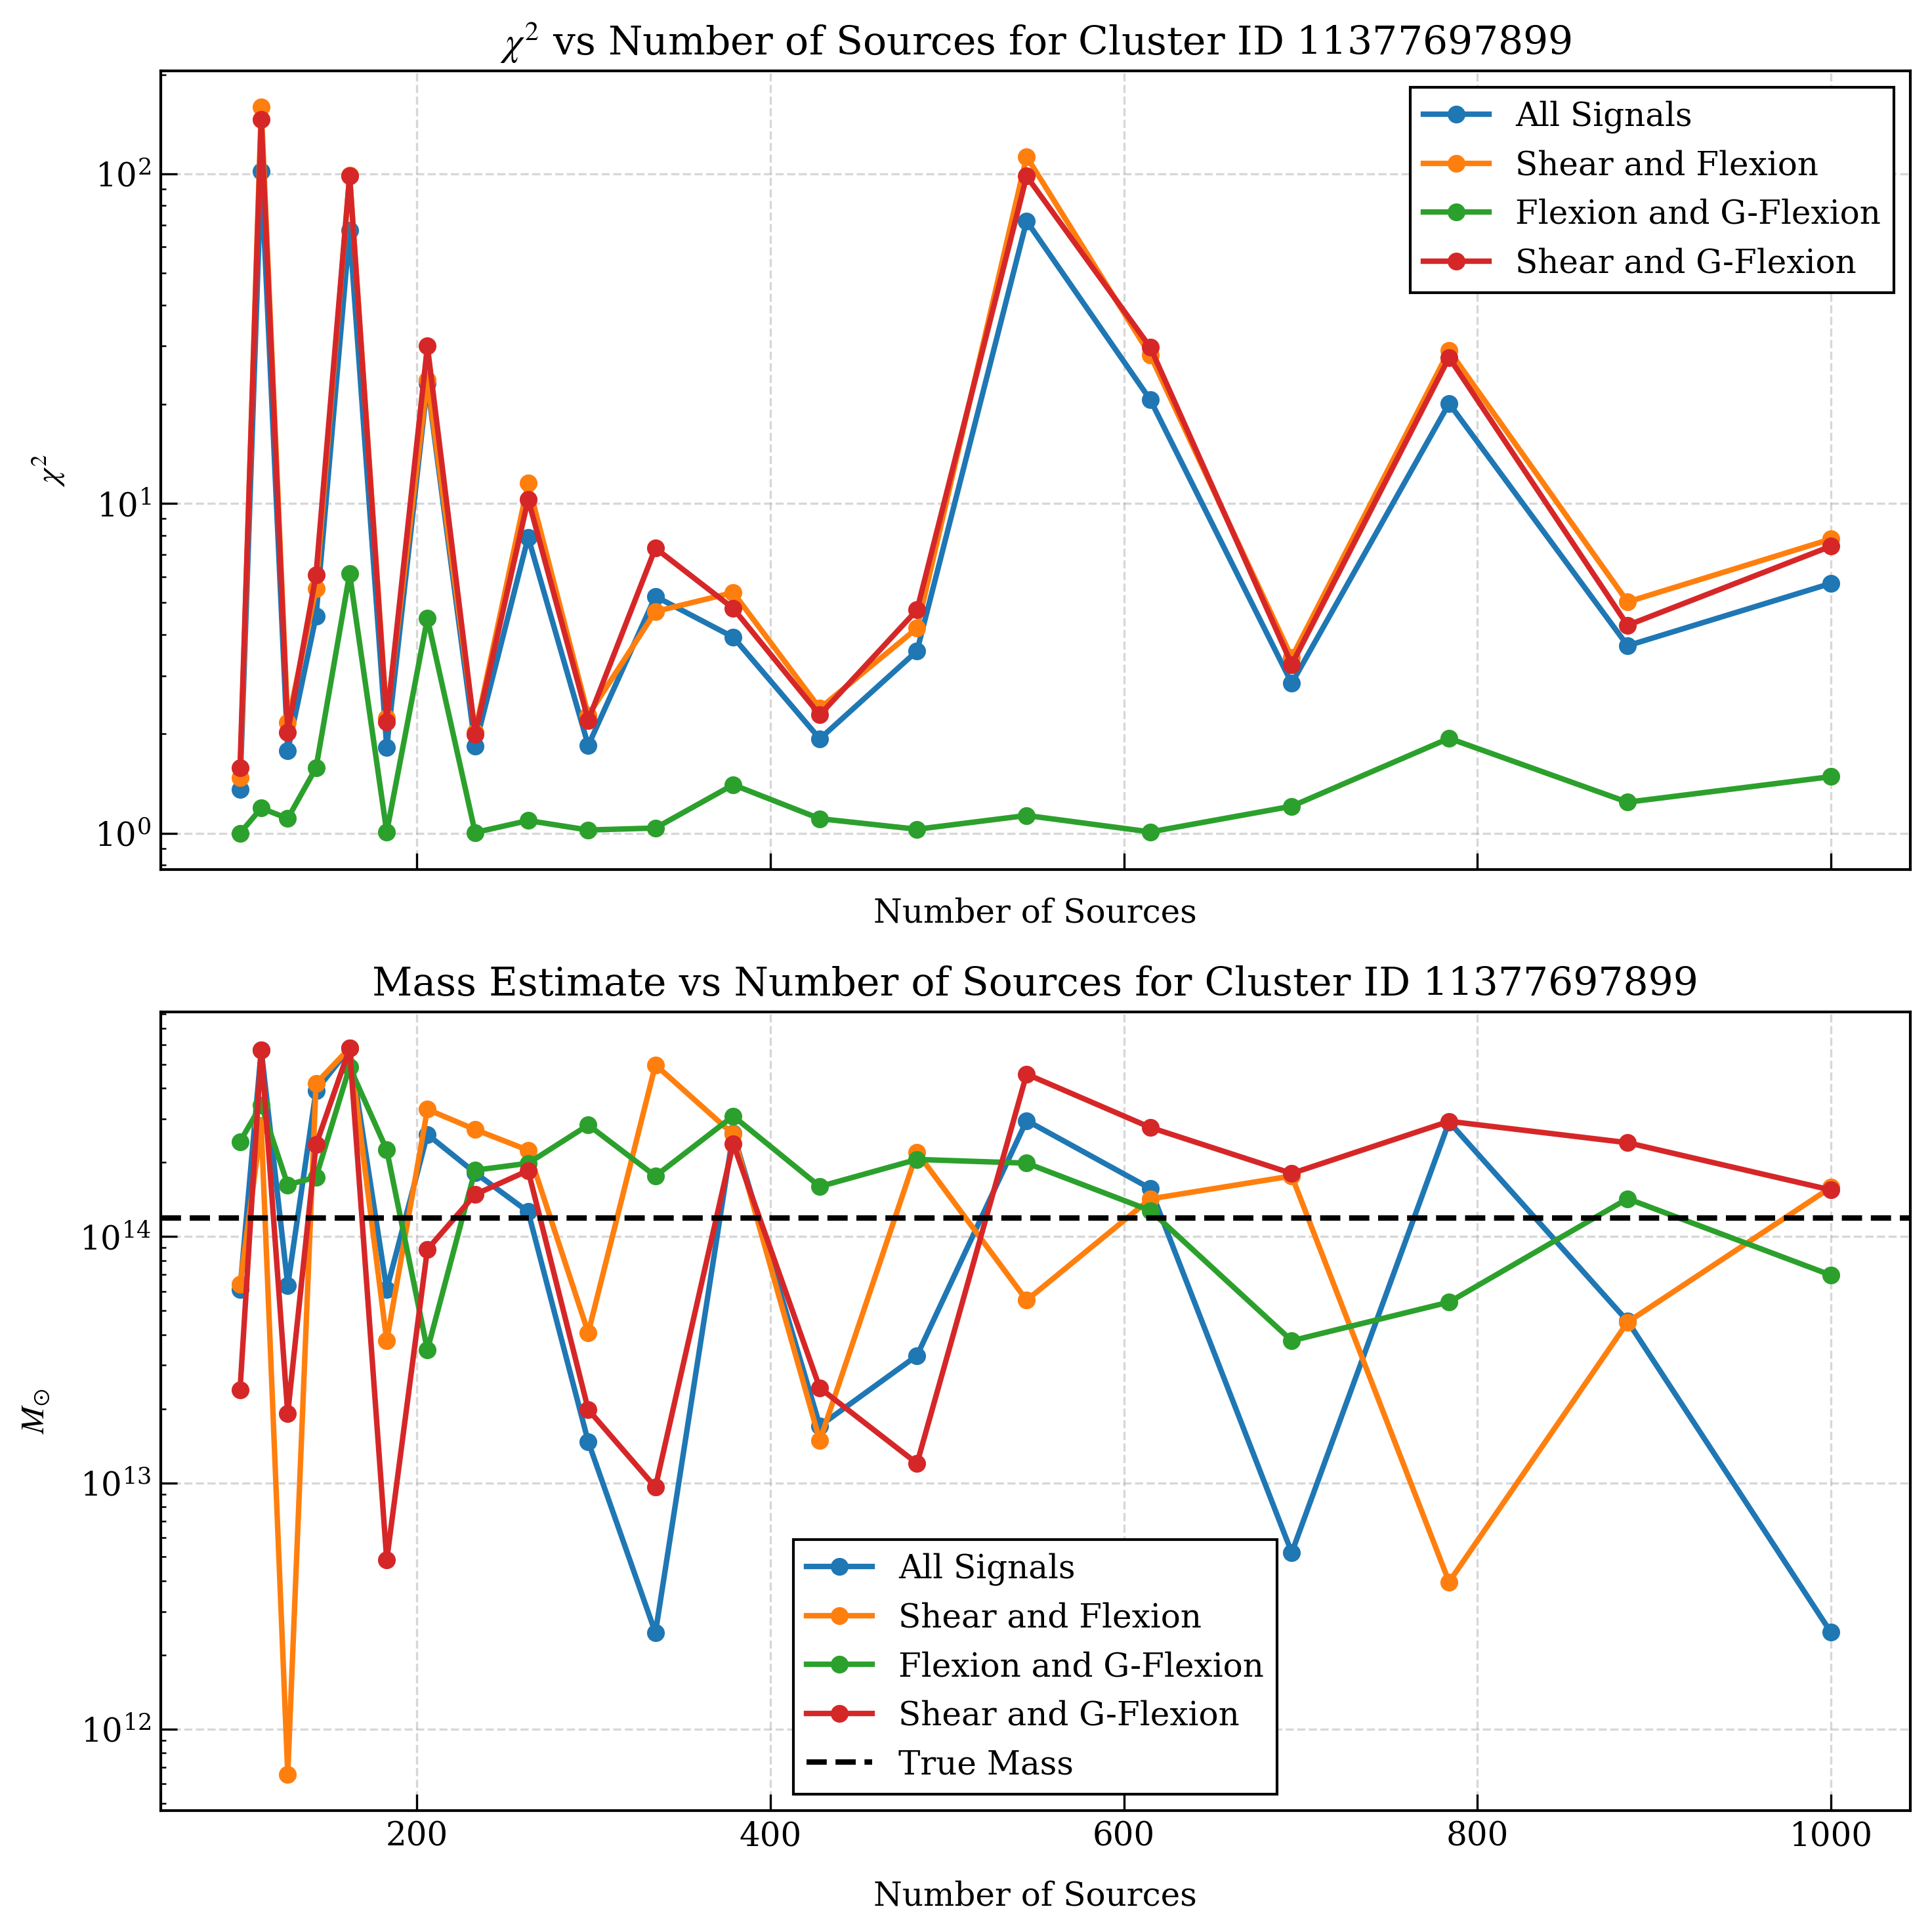 χ² vs Number of Sources for Cluster ID 11377697899
All Signals
Shear and Flexion
Flexion and G-Flexion
Shear and G-Flexion
10²
10¹
10⁰
χ²
Number of Sources
Mass Estimate vs Number of Sources for Cluster ID 11377697899
10¹⁴
10¹³
10¹²
M⊙
All Signals
Shear and Flexion
Flexion and G-Flexion
Shear and G-Flexion
True Mass
200 400 600 800 1000
Number of Sources